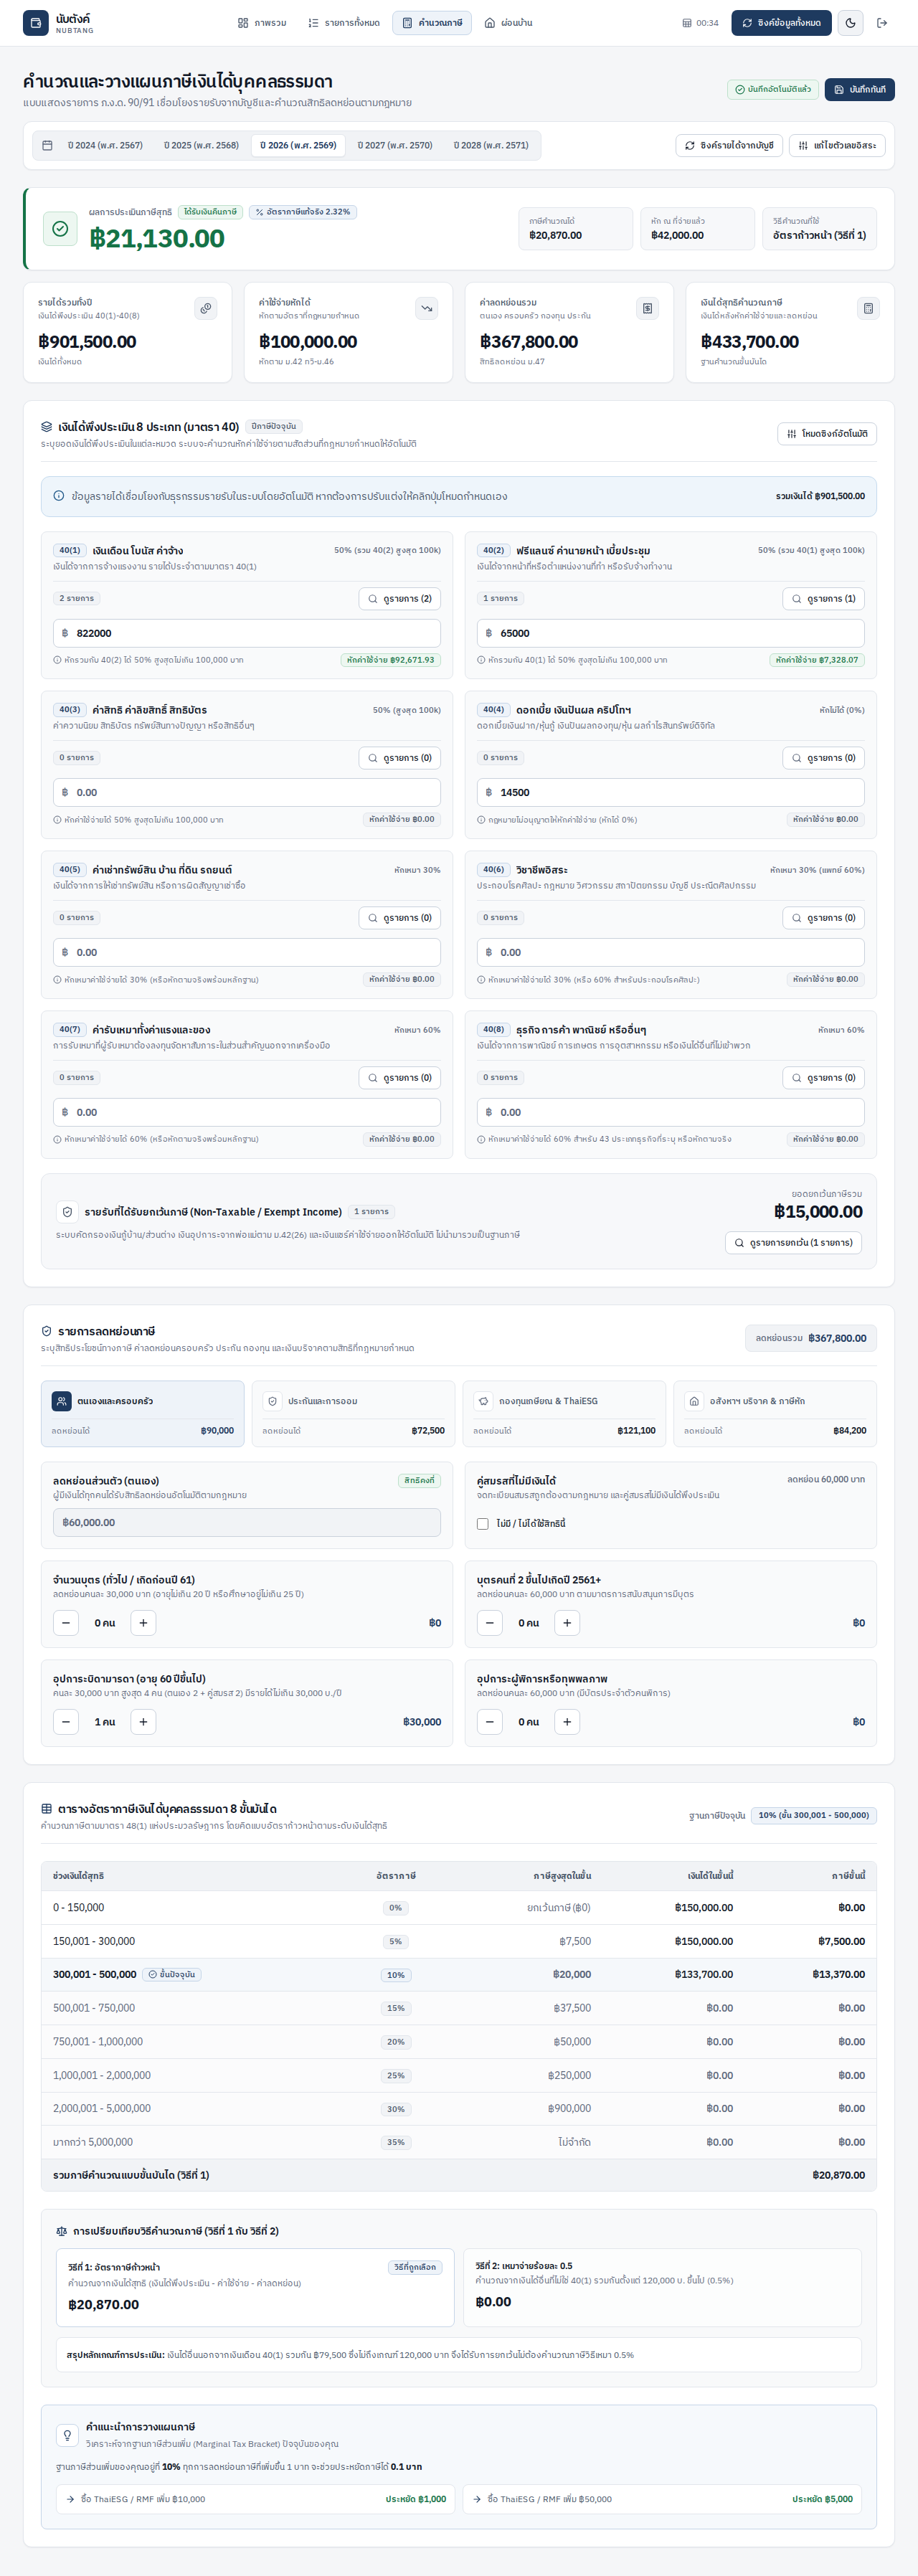 นับตังค์
NUBTANG
ภาพรวม
รายการทั้งหมด
คำนวณภาษี
ผ่อนบ้าน
00:34
ซิงค์ข้อมูลทั้งหมด
คำนวณและวางแผนภาษีเงินได้บุคคลธรรมดา
แบบแสดงรายการ ภ.ง.ด. 90/91 เชื่อมโยงรายรับจากบัญชีและคำนวณสิทธิลดหย่อนตามกฎหมาย
บันทึกอัตโนมัติแล้ว
บันทึกทันที
ปี 2024 (พ.ศ. 2567)
ปี 2025 (พ.ศ. 2568)
ปี 2026 (พ.ศ. 2569)
ปี 2027 (พ.ศ. 2570)
ปี 2028 (พ.ศ. 2571)
ซิงค์รายได้จากบัญชี
แก้ไขตัวเลขอิสระ
ผลการประเมินภาษีสุทธิ
ได้รับเงินคืนภาษี
อัตราภาษีแท้จริง 2.32%
฿21,130.00
ภาษีคำนวณได้
฿20,870.00
หัก ณ ที่จ่ายแล้ว
฿42,000.00
วิธีคำนวณที่ใช้
อัตราก้าวหน้า (วิธีที่ 1)
รายได้รวมทั้งปี
เงินได้พึงประเมิน 40(1)-40(8)
฿901,500.00
เงินได้ทั้งหมด
ค่าใช้จ่ายหักได้
หักตามอัตราที่กฎหมายกำหนด
฿100,000.00
หักตาม ม.42 ทวิ-ม.46
ค่าลดหย่อนรวม
ตนเอง ครอบครัว กองทุน ประกัน
฿367,800.00
สิทธิลดหย่อน ม.47
เงินได้สุทธิคำนวณภาษี
เงินได้หลังหักค่าใช้จ่ายและลดหย่อน
฿433,700.00
ฐานคำนวณขั้นบันได
เงินได้พึงประเมิน 8 ประเภท (มาตรา 40)
ปีภาษีปัจจุบัน
ระบุยอดเงินได้พึงประเมินในแต่ละหมวด ระบบจะคำนวณหักค่าใช้จ่ายตามสัดส่วนที่กฎหมายกำหนดให้อัตโนมัติ
โหมดซิงก์อัตโนมัติ
ข้อมูลรายได้เชื่อมโยงกับธุรกรรมรายรับในระบบโดยอัตโนมัติ หากต้องการปรับแต่งให้คลิกปุ่มโหมดกำหนดเอง
รวมเงินได้ ฿901,500.00
40(1)
เงินเดือน โบนัส ค่าจ้าง
50% (รวม 40(2) สูงสุด 100k)
เงินได้จากการจ้างแรงงาน รายได้ประจำตามมาตรา 40(1)
2 รายการ
ดูรายการ (2)
฿ 822000
หักรวมกับ 40(2) ได้ 50% สูงสุดไม่เกิน 100,000 บาท
หักค่าใช้จ่าย ฿92,671.93
40(2)
ฟรีแลนซ์ ค่านายหน้า เบี้ยประชุม
50% (รวม 40(1) สูงสุด 100k)
เงินได้จากหน้าที่หรือตำแหน่งงานที่ทำ หรือรับจ้างทำงาน
1 รายการ
ดูรายการ (1)
฿ 65000
หักรวมกับ 40(1) ได้ 50% สูงสุดไม่เกิน 100,000 บาท
หักค่าใช้จ่าย ฿7,328.07
40(3)
ค่าสิทธิ ค่าลิขสิทธิ์ สิทธิบัตร
50% (สูงสุด 100k)
ค่าความนิยม สิทธิบัตร ทรัพย์สินทางปัญญา หรือสิทธิอื่นๆ
0 รายการ
ดูรายการ (0)
฿ 0.00
หักค่าใช้จ่ายได้ 50% สูงสุดไม่เกิน 100,000 บาท
หักค่าใช้จ่าย ฿0.00
40(4)
ดอกเบี้ย เงินปันผล คริปโทฯ
หักไม่ได้ (0%)
ดอกเบี้ยเงินฝาก/หุ้นกู้ เงินปันผลกองทุน/หุ้น ผลกำไรสินทรัพย์ดิจิทัล
0 รายการ
ดูรายการ (0)
฿ 14500
กฎหมายไม่อนุญาตให้หักค่าใช้จ่าย (หักได้ 0%)
หักค่าใช้จ่าย ฿0.00
40(5)
ค่าเช่าทรัพย์สิน บ้าน ที่ดิน รถยนต์
หักเหมา 30%
เงินได้จากการให้เช่าทรัพย์สิน หรือการผิดสัญญาเช่าซื้อ
0 รายการ
ดูรายการ (0)
฿ 0.00
หักเหมาค่าใช้จ่ายได้ 30% (หรือหักตามจริงพร้อมหลักฐาน)
หักค่าใช้จ่าย ฿0.00
40(6)
วิชาชีพอิสระ
หักเหมา 30% (แพทย์ 60%)
ประกอบโรคศิลปะ กฎหมาย วิศวกรรม สถาปัตยกรรม บัญชี ประณีตศิลปกรรม
0 รายการ
ดูรายการ (0)
฿ 0.00
หักเหมาค่าใช้จ่ายได้ 30% (หรือ 60% สำหรับประกอบโรคศิลปะ)
หักค่าใช้จ่าย ฿0.00
40(7)
ค่ารับเหมาทั้งค่าแรงและของ
หักเหมา 60%
การรับเหมาที่ผู้รับเหมาต้องลงทุนจัดหาสัมภาระในส่วนสำคัญนอกจากเครื่องมือ
0 รายการ
ดูรายการ (0)
฿ 0.00
หักเหมาค่าใช้จ่ายได้ 60% (หรือหักตามจริงพร้อมหลักฐาน)
หักค่าใช้จ่าย ฿0.00
40(8)
ธุรกิจ การค้า พาณิชย์ หรืออื่นๆ
หักเหมา 60%
เงินได้จากการพาณิชย์ การเกษตร การอุตสาหกรรม หรือเงินได้อื่นที่ไม่เข้าพวก
0 รายการ
ดูรายการ (0)
฿ 0.00
หักเหมาค่าใช้จ่ายได้ 60% สำหรับ 43 ประเภทธุรกิจที่ระบุ หรือหักตามจริง
หักค่าใช้จ่าย ฿0.00
รายรับที่ได้รับยกเว้นภาษี (Non-Taxable / Exempt Income)
1 รายการ
ระบบคัดกรองเงินกู้บ้าน/ส่วนต่าง เงินอุปการะจากพ่อแม่ตาม ม.42(26) และเงินแชร์ค่าใช้จ่ายออกให้อัตโนมัติ ไม่นำมารวมเป็นฐานภาษี
ยอดยกเว้นภาษีรวม
฿15,000.00
ดูรายการยกเว้น (1 รายการ)
รายการลดหย่อนภาษี
ระบุสิทธิประโยชน์ทางภาษี ค่าลดหย่อนครอบครัว ประกัน กองทุน และเงินบริจาคตามสิทธิที่กฎหมายกำหนด
ลดหย่อนรวม ฿367,800.00
ตนเองและครอบครัว
ลดหย่อนได้ ฿90,000
ประกันและการออม
ลดหย่อนได้ ฿72,500
กองทุนเกษียณ & ThaiESG
ลดหย่อนได้ ฿121,100
อสังหาฯ บริจาค & ภาษีหัก
ลดหย่อนได้ ฿84,200
ลดหย่อนส่วนตัว (ตนเอง)
สิทธิคงที่
ผู้มีเงินได้ทุกคนได้รับสิทธิลดหย่อนอัตโนมัติตามกฎหมาย
฿60,000.00
คู่สมรสที่ไม่มีเงินได้
ลดหย่อน 60,000 บาท
จดทะเบียนสมรสถูกต้องตามกฎหมาย และคู่สมรสไม่มีเงินได้พึงประเมิน
ไม่มี / ไม่ได้ใช้สิทธินี้
จำนวนบุตร (ทั่วไป / เกิดก่อนปี 61)
ลดหย่อนคนละ 30,000 บาท (อายุไม่เกิน 20 ปี หรือศึกษาอยู่ไม่เกิน 25 ปี)
0 คน
฿0
บุตรคนที่ 2 ขึ้นไปเกิดปี 2561+
ลดหย่อนคนละ 60,000 บาท ตามมาตรการสนับสนุนการมีบุตร
0 คน
฿0
อุปการะบิดามารดา (อายุ 60 ปีขึ้นไป)
คนละ 30,000 บาท สูงสุด 4 คน (ตนเอง 2 + คู่สมรส 2) มีรายได้ไม่เกิน 30,000 บ./ปี
1 คน
฿30,000
อุปการะผู้พิการหรือทุพพลภาพ
ลดหย่อนคนละ 60,000 บาท (มีบัตรประจำตัวคนพิการ)
0 คน
฿0
ตารางอัตราภาษีเงินได้บุคคลธรรมดา 8 ขั้นบันได
คำนวณภาษีตามมาตรา 48(1) แห่งประมวลรัษฎากร โดยคิดแบบอัตราก้าวหน้าตามระดับเงินได้สุทธิ
ฐานภาษีปัจจุบัน
10% (ขั้น 300,001 - 500,000)
ช่วงเงินได้สุทธิ อัตราภาษี ภาษีสูงสุดในขั้น เงินได้ในขั้นนี้ ภาษีขั้นนี้
0 - 150,000 0% ยกเว้นภาษี (฿0) ฿150,000.00 ฿0.00
150,001 - 300,000 5% ฿7,500 ฿150,000.00 ฿7,500.00
300,001 - 500,000 ขั้นปัจจุบัน 10% ฿20,000 ฿133,700.00 ฿13,370.00
500,001 - 750,000 15% ฿37,500 ฿0.00 ฿0.00
750,001 - 1,000,000 20% ฿50,000 ฿0.00 ฿0.00
1,000,001 - 2,000,000 25% ฿250,000 ฿0.00 ฿0.00
2,000,001 - 5,000,000 30% ฿900,000 ฿0.00 ฿0.00
มากกว่า 5,000,000 35% ไม่จำกัด ฿0.00 ฿0.00
รวมภาษีคำนวณแบบขั้นบันได (วิธีที่ 1) ฿20,870.00
การเปรียบเทียบวิธีคำนวณภาษี (วิธีที่ 1 กับ วิธีที่ 2)
วิธีที่ 1: อัตราภาษีก้าวหน้า
วิธีที่ถูกเลือก
คำนวณจากเงินได้สุทธิ (เงินได้พึงประเมิน - ค่าใช้จ่าย - ค่าลดหย่อน)
฿20,870.00
วิธีที่ 2: เหมาจ่ายร้อยละ 0.5
คำนวณจากเงินได้อื่นที่ไม่ใช่ 40(1) รวมกันตั้งแต่ 120,000 บ. ขึ้นไป (0.5%)
฿0.00
สรุปหลักเกณฑ์การประเมิน: เงินได้อื่นนอกจากเงินเดือน 40(1) รวมกัน ฿79,500 ซึ่งไม่ถึงเกณฑ์ 120,000 บาท จึงได้รับการยกเว้นไม่ต้องคำนวณภาษีวิธีเหมา 0.5%
คำแนะนำการวางแผนภาษี
วิเคราะห์จากฐานภาษีส่วนเพิ่ม (Marginal Tax Bracket) ปัจจุบันของคุณ
ฐานภาษีส่วนเพิ่มของคุณอยู่ที่ 10% ทุกการลดหย่อนภาษีที่เพิ่มขึ้น 1 บาท จะช่วยประหยัดภาษีได้ 0.1 บาท
ซื้อ ThaiESG / RMF เพิ่ม ฿10,000
ประหยัด ฿1,000
ซื้อ ThaiESG / RMF เพิ่ม ฿50,000
ประหยัด ฿5,000